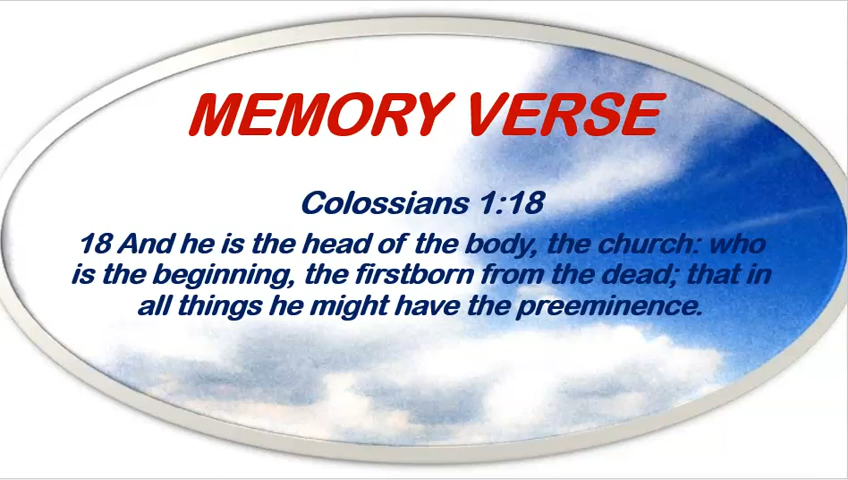 MEMORY VERSE
Colossians 1:18
18 And he is the head of the body, the church: who
is the beginning, the firstborn from the dead; that in
all things he might have the preeminence.